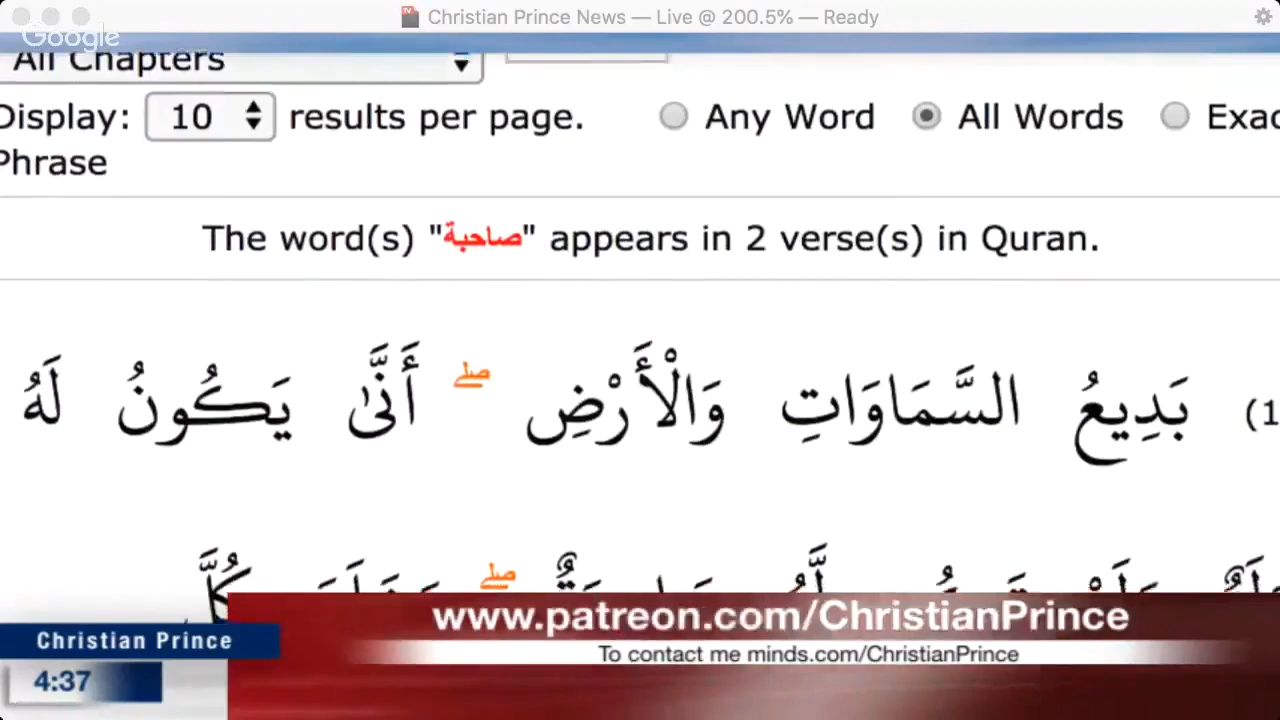 Christian Prince News — Live @ 200.5% — Ready
Google
All Chapters
Display: 10 results per page. Any Word All Words Exac
Phrase
The word(s) "صاحبة" appears in 2 verse(s) in Quran.
(1 بَدِيعُ السَّمَاوَاتِ وَالْأَرْضِ ۖ أَنَّىٰ يَكُونُ لَهُ
www.patreon.com/ChristianPrince
Christian Prince
To contact me minds.com/ChristianPrince
4:37